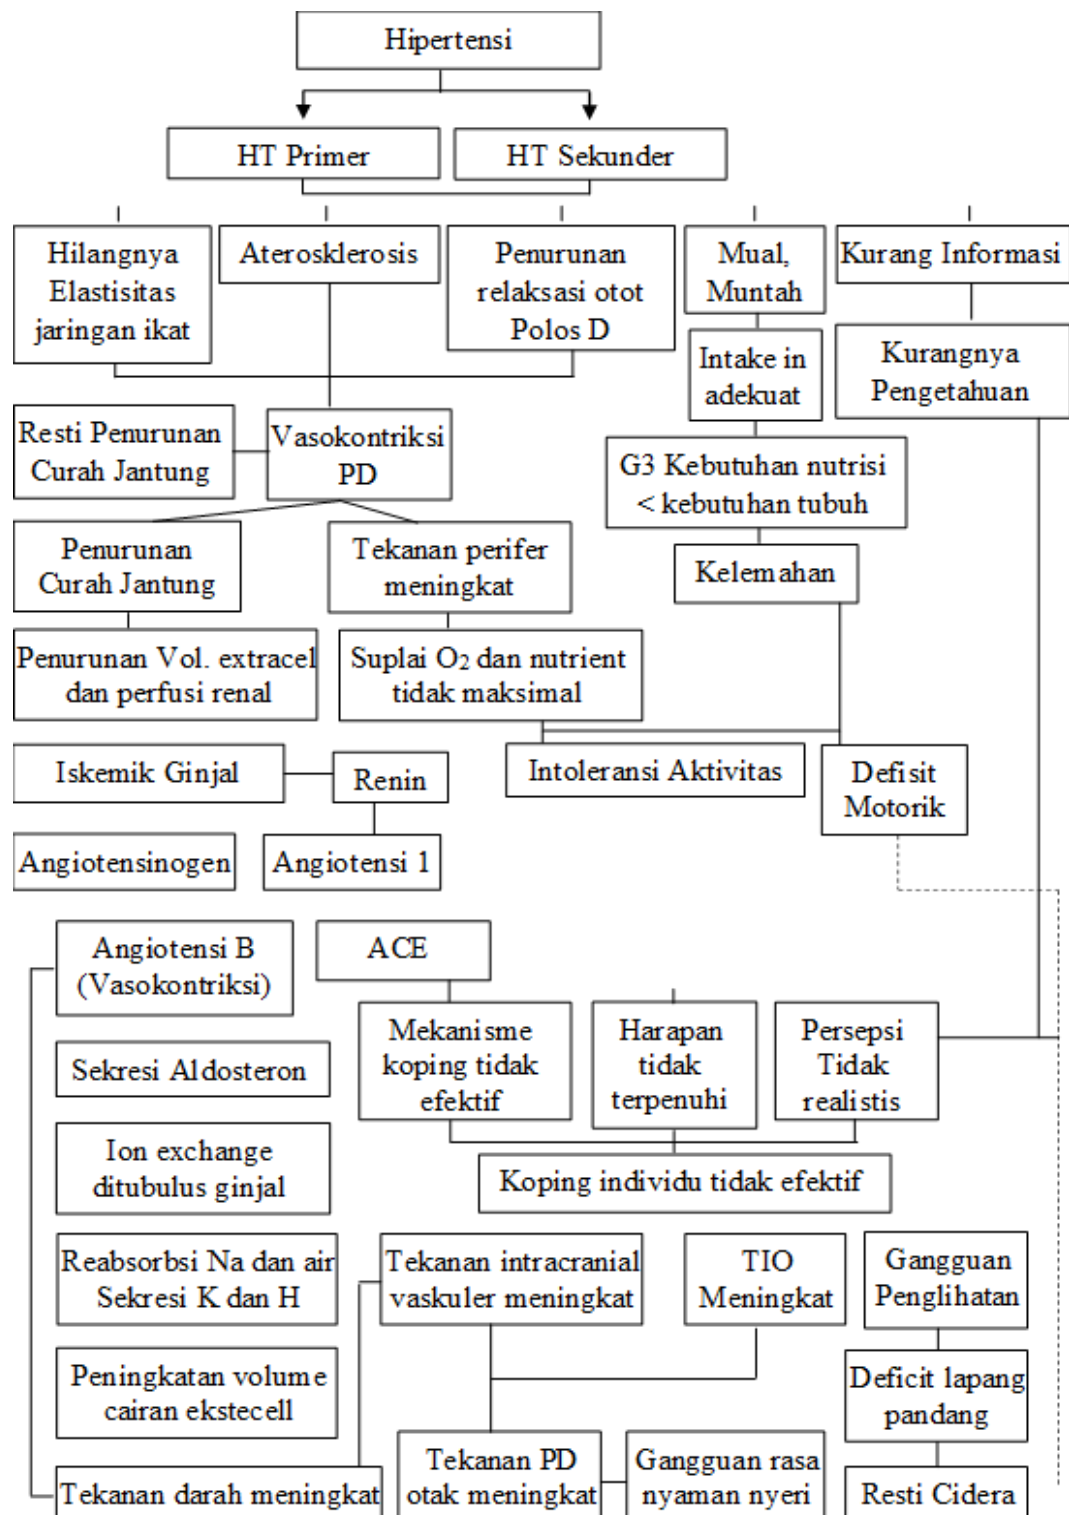 Hipertensi
HT Primer
HT Sekunder
Hilangnya
Elastisitas
jaringan ikat
Aterosklerosis
Penurunan
relaksasi otot
Polos D
Mual,
Muntah
Kurang Informasi
Intake in
adekuat
Kurangnya
Pengetahuan
Resti Penurunan
Curah Jantung
Vasokontriksi
PD
G3 Kebutuhan nutrisi
< kebutuhan tubuh
Penurunan
Curah Jantung
Tekanan perifer
meningkat
Kelemahan
Penurunan Vol. extracel
dan perfusi renal
Suplai O₂ dan nutrient
tidak maksimal
Iskemik Ginjal
Renin
Intoleransi Aktivitas
Defisit
Motorik
Angiotensinogen
Angiotensi 1
Angiotensi B
(Vasokontriksi)
ACE
Mekanisme
koping tidak
efektif
Harapan
tidak
terpenuhi
Persepsi
Tidak
realistis
Sekresi Aldosteron
Ion exchange
ditubulus ginjal
Koping individu tidak efektif
Reabsorbsi Na dan air
Sekresi K dan H
Tekanan intracranial
vaskuler meningkat
TIO
Meningkat
Gangguan
Penglihatan
Peningkatan volume
cairan ekstecell
Deficit lapang
pandang
Tekanan darah meningkat
Tekanan PD
otak meningkat
Gangguan rasa
nyaman nyeri
Resti Cidera